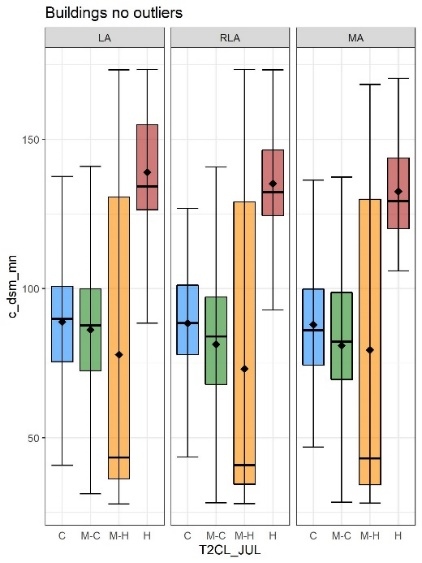 Buildings no outliers
LA RLA MA
150
100
50
c_dsm_mn
C M-C M-H H C M-C M-H H C M-C M-H H
T2CL_JUL